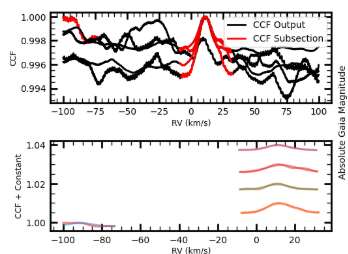 1.000
0.998
0.996
0.994
CCF
CCF Output
CCF Subsection
−100 −75 −50 −25 0 25 50 75 100
RV (km/s)
Absolute Gaia Magnitude
1.04
1.02
1.00
CCF + Constant
−100 −80 −60 −40 −20 0 20
RV (km/s)